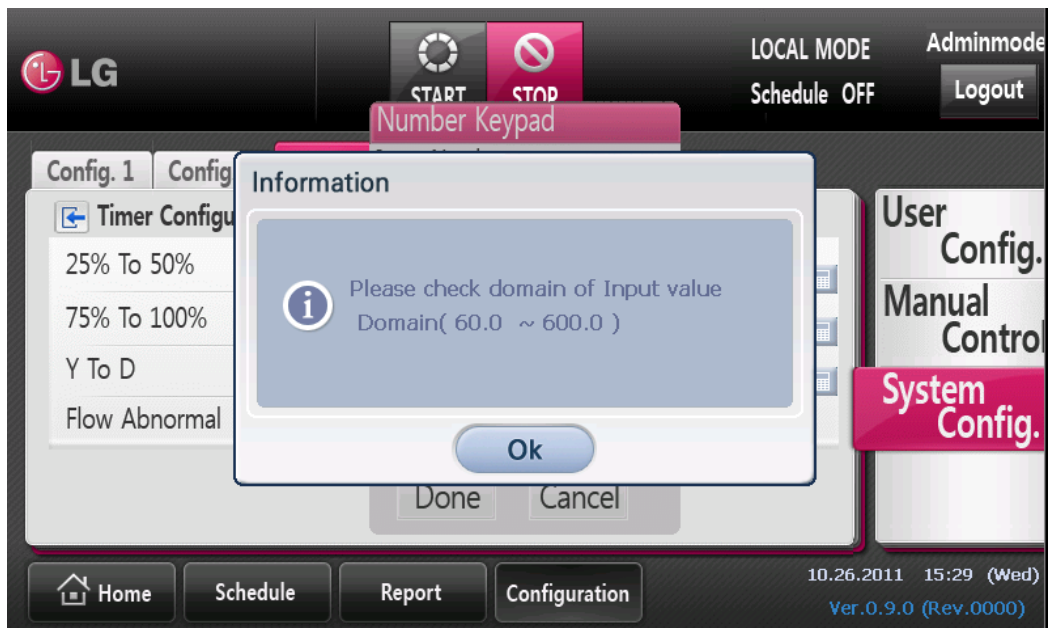 LG
START
STOP
LOCAL MODE
Schedule OFF
Adminmode
Logout
Number Keypad
Config. 1
Config
Information
Timer Configu
25% To 50%
75% To 100%
Y To D
Flow Abnormal
Please check domain of Input value
Domain( 60.0 ~ 600.0 )
Ok
Done
Cancel
User
Config.
Manual
Control
System
Config.
Home
Schedule
Report
Configuration
10.26.2011 15:29 (Wed)
Ver.0.9.0 (Rev.0000)